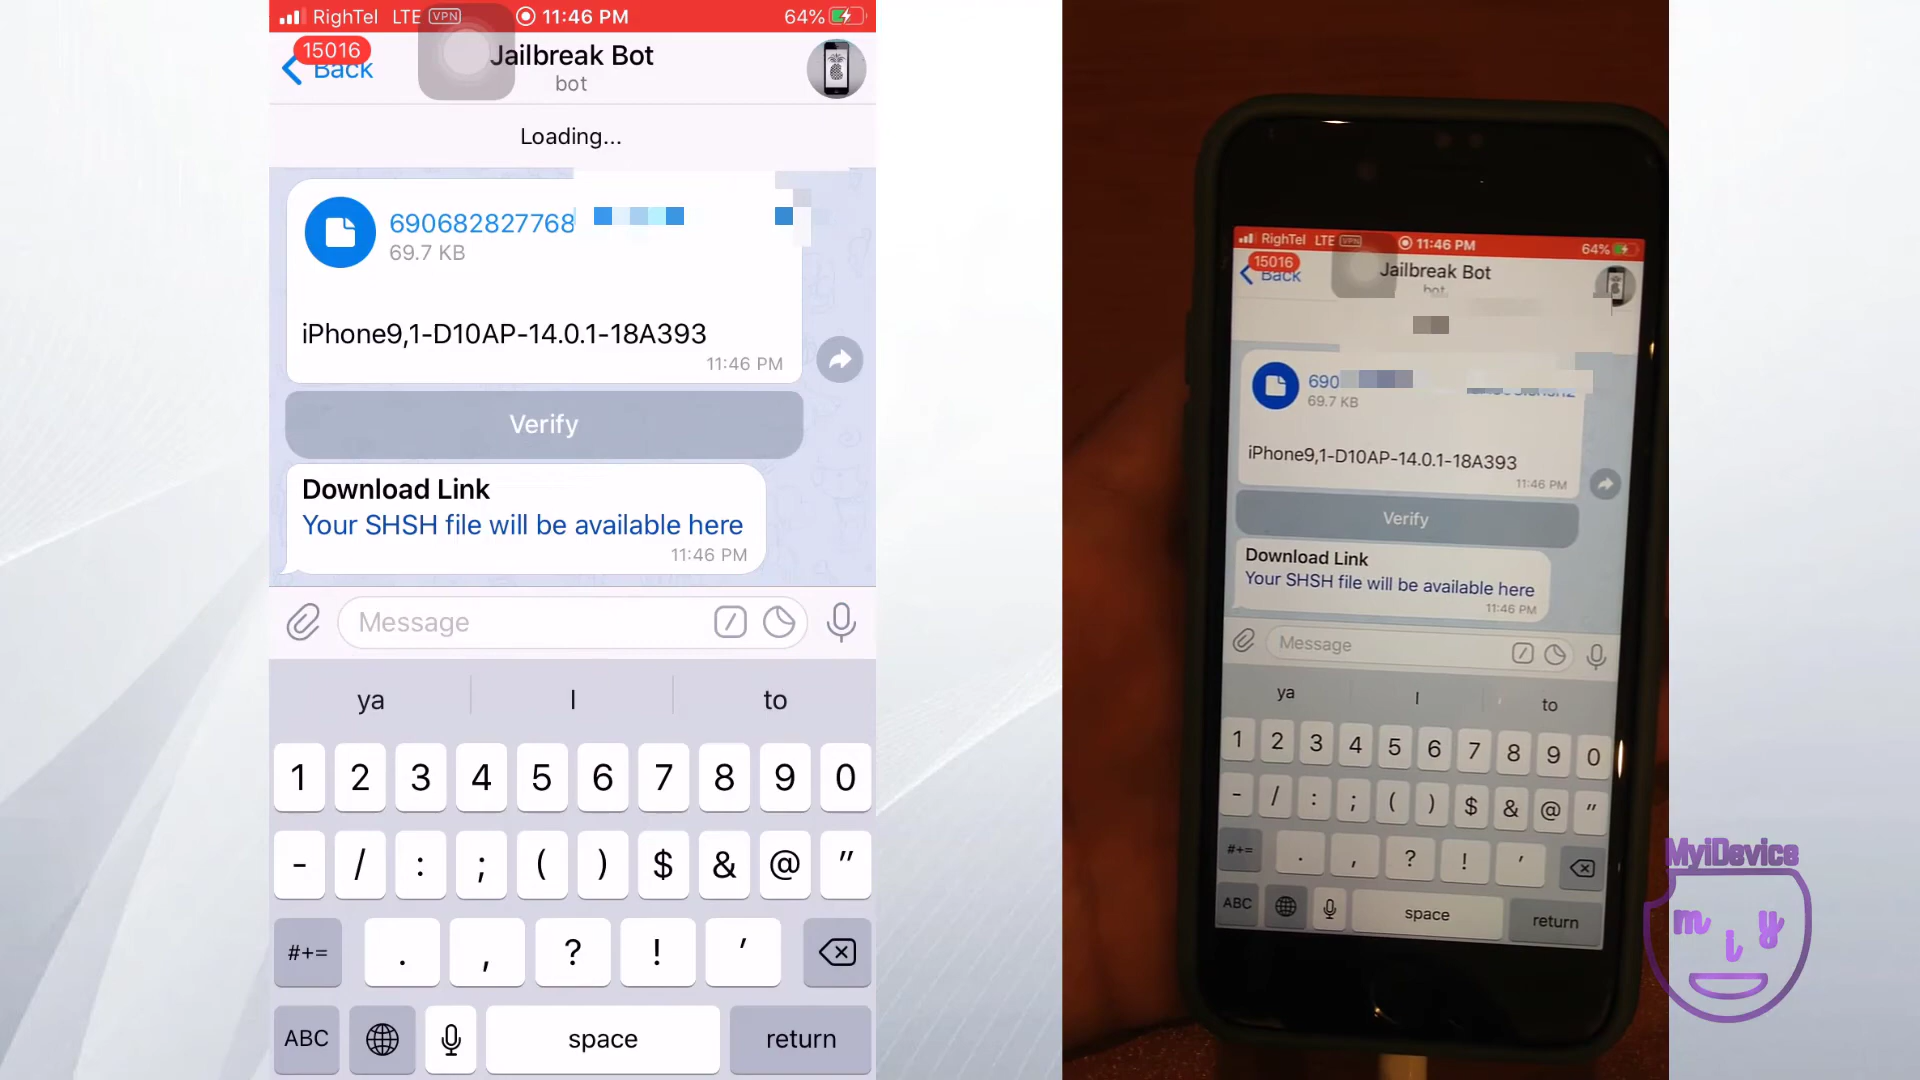 RighTel LTE VPN 11:46 PM 64%
15016
Back
Jailbreak Bot
bot
Loading...
690682827768
69.7 KB
iPhone9,1-D10AP-14.0.1-18A393
11:46 PM
Verify
Download Link
Your SHSH file will be available here
11:46 PM
Message
ya I to
1 2 3 4 5 6 7 8 9 0
- / : ; ( ) $ & @ "
#+= . , ? ! '
ABC space return
RighTel LTE VPN 11:46 PM 64%
15016
Back
Jailbreak Bot
bot
690
69.7 KB
iPhone9,1-D10AP-14.0.1-18A393
11:46 PM
Verify
Download Link
Your SHSH file will be available here
11:46 PM
Message
ya I to
1 2 3 4 5 6 7 8 9 0
- / : ; ( ) $ & @ "
#+= . , ? ! '
ABC space return
MyiDevice
m i y